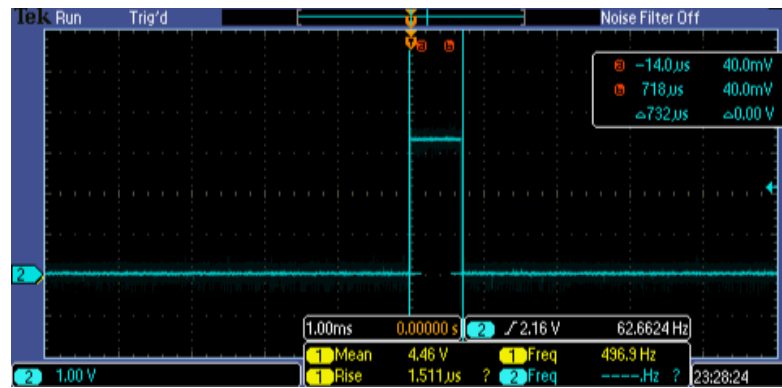 Tek Run Trig'd Noise Filter Off
a -14.0µs 40.0mV
b 718µs 40.0mV
△732µs △0.00 V
2
1.00ms 0.00000 s 2 2.16 V 62.6624 Hz
1 Mean 4.46 V 1 Freq 496.9 Hz
1 Rise 1.511µs ? 2 Freq ----.Hz ?
2 1.00 V 23:28:24